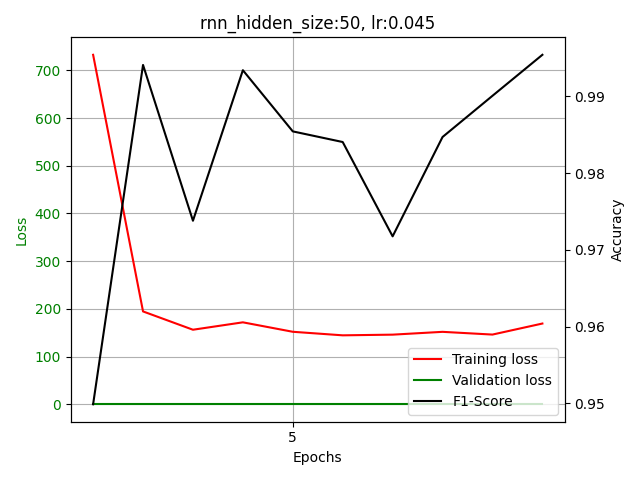 rnn_hidden_size:50, lr:0.045
Loss
700
600
500
400
300
200
100
0
0.99
0.98
0.97
0.96
0.95
Accuracy
Training loss
Validation loss
F1-Score
5
Epochs